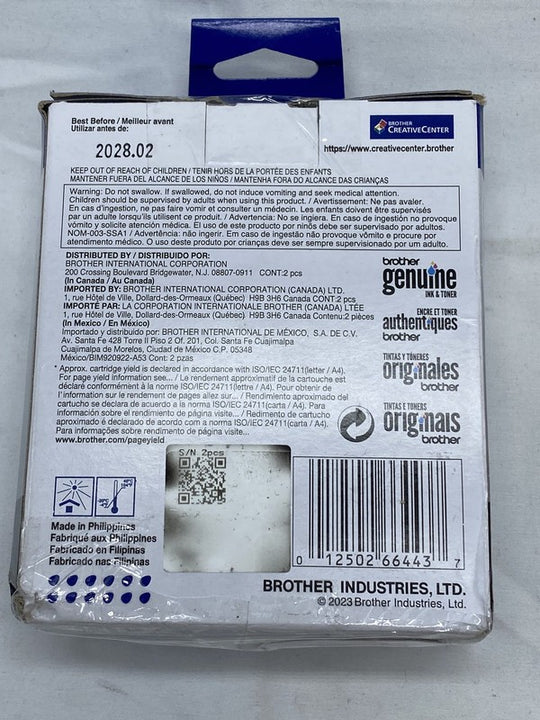 Best Before / Meilleur avant
Utilizar antes de:
2028.02
BROTHER
CREATIVECENTER
https://www.creativecenter.brother
KEEP OUT OF REACH OF CHILDREN / TENIR HORS DE LA PORTÉE DES ENFANTS
MANTENER FUERA DEL ALCANCE DE LOS NIÑOS / MANTENHA FORA DO ALCANCE DAS CRIANÇAS
Warning: Do not swallow. If swallowed, do not induce vomiting and seek medical attention.
Children should be supervised by adults when using this product. / Avertissement: Ne pas avaler.
En cas d'ingestion, ne pas faire vomir et consulter un médecin. Les enfants doivent être supervisés
par un adulte lorsqu'ils utilisent ce produit. / Advertencia: No se ingiera. En caso de ingestión no provoque
vómito y solicite atención médica. El uso de este producto por niños debe ser supervisado por adultos.
NOM-003-SSA1 / Advertência: Em caso de ingestão não provoque vômito e procure por
atendimento médico. O uso deste produto por crianças deve ser sempre supervisionado por um adulto.
DISTRIBUTED BY / DISTRIBUIDO POR:
BROTHER INTERNATIONAL CORPORATION
200 Crossing Boulevard Bridgewater, N.J. 08807-0911 CONT:2 pcs
(In Canada / Au Canada)
IMPORTED BY: BROTHER INTERNATIONAL CORPORATION (CANADA) LTD.
1, rue Hôtel de Ville, Dollard-des-Ormeaux (Québec) H9B 3H6 Canada CONT:2 pcs
IMPORTÉ PAR: LA CORPORATION INTERNATIONALE BROTHER (CANADA) LTÉE
1, rue Hôtel de Ville, Dollard-des-Ormeaux (Québec) H9B 3H6 Canada Contenu:2 pièces
(In Mexico / En México)
Importado y distribuido por: BROTHER INTERNATIONAL DE MÉXICO, S.A. DE C.V.
Av. Santa Fe 428 Torre II Piso 2 Of. 201, Col. Santa Fe Cuajimalpa
Cuajimalpa de Morelos, Ciudad de México C.P. 05348
México/BIM920922-A53 Cont: 2 pzas
* Approx. cartridge yield is declared in accordance with ISO/IEC 24711(letter / A4).
For page yield information see... / Le rendement approximatif de la cartouche est
déclaré conformément à la norme ISO/IEC 24711(lettre / A4). Pour obtenir de
l'information sur le rendement de pages allez sur... / Rendimiento aproximado del
cartucho se declara de acuerdo a la norma ISO/IEC 24711(carta / A4). Para
información sobre el rendimiento de página visite... / Redimento do cartucho
aproximado é declarado de acordo com a norma ISO/IEC 24711(carta / A4).
Para informações sobre rendimento de página visite...
www.brother.com/pageyield
brother
genuine
INK & TONER
ENCRE ET TONER
authentiques
brother
TINTAS Y TÓNERES
originales
brother
TINTAS E TONERS
originais
brother
S/N. 2pcs
Made in Philippines
Fabriqué aux Philippines
Fabricado en Filipinas
Fabricado nas Filipinas
0 12502 66443 7
BROTHER INDUSTRIES, LTD.
© 2023 Brother Industries, Ltd.